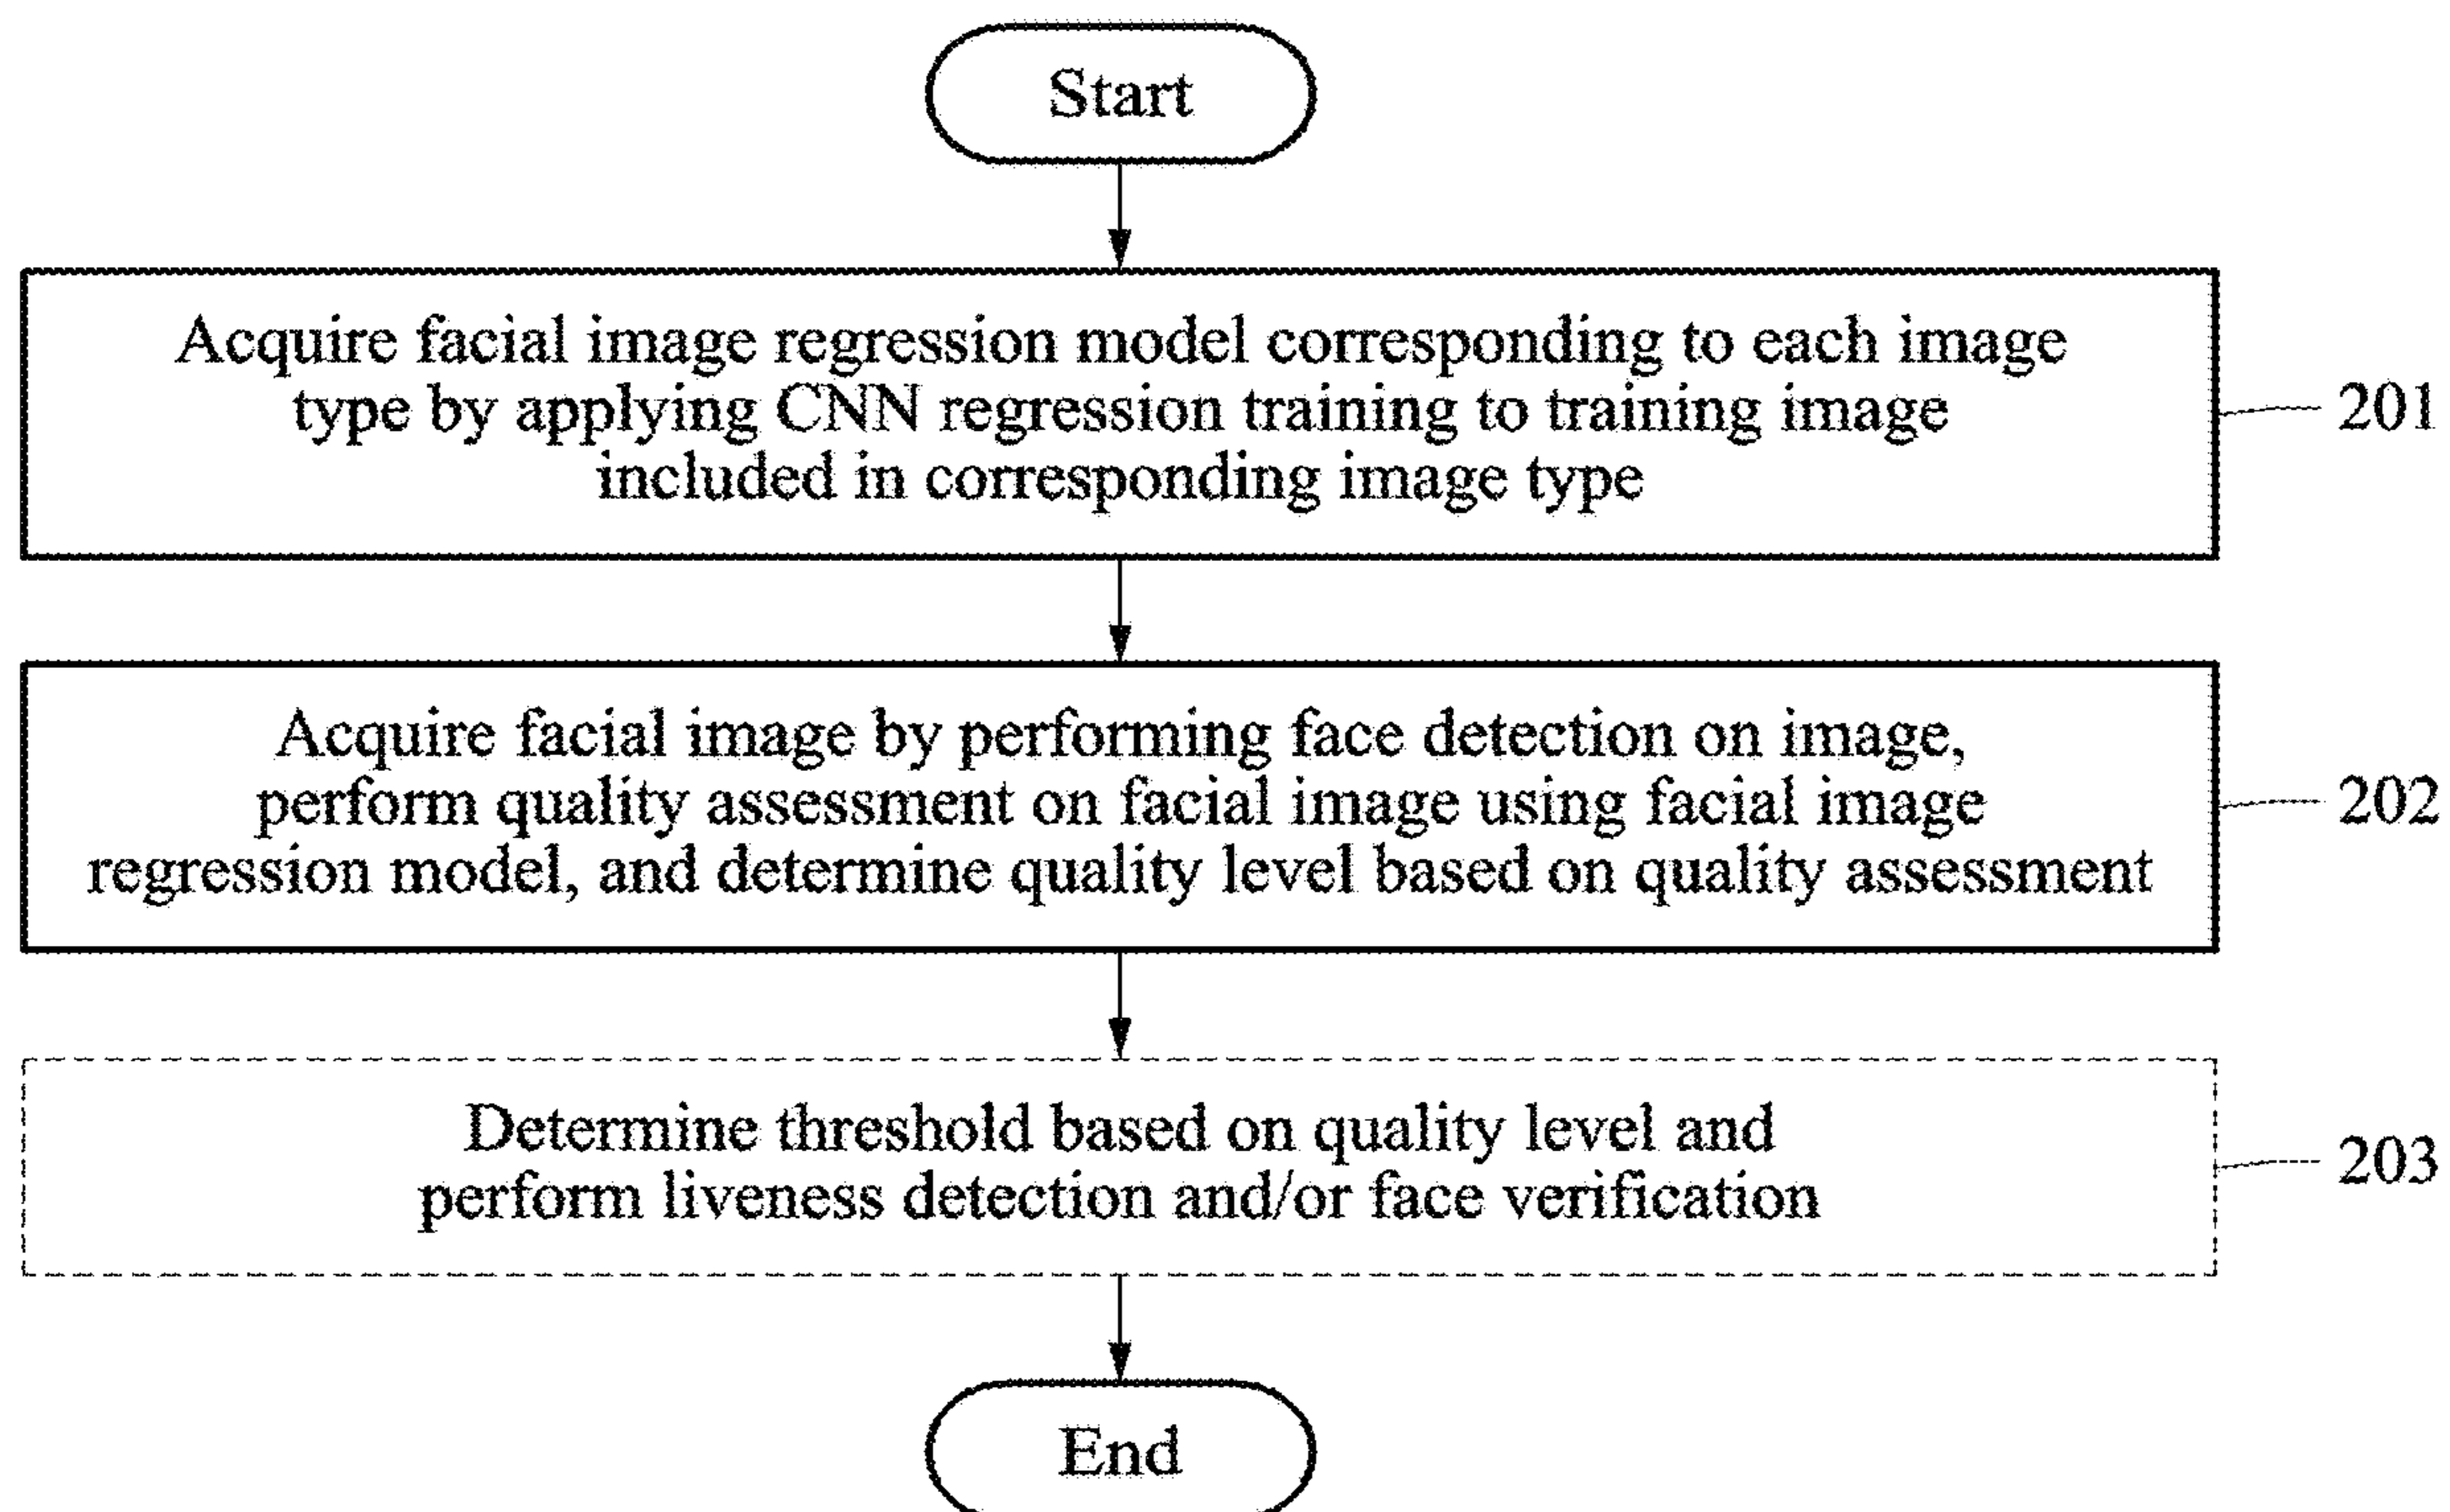 Start
Acquire facial image regression model corresponding to each image
type by applying CNN regression training to training image
included in corresponding image type
201
Acquire facial image by performing face detection on image,
perform quality assessment on facial image using facial image
regression model, and determine quality level based on quality assessment
202
Determine threshold based on quality level and
perform liveness detection and/or face verification
203
End